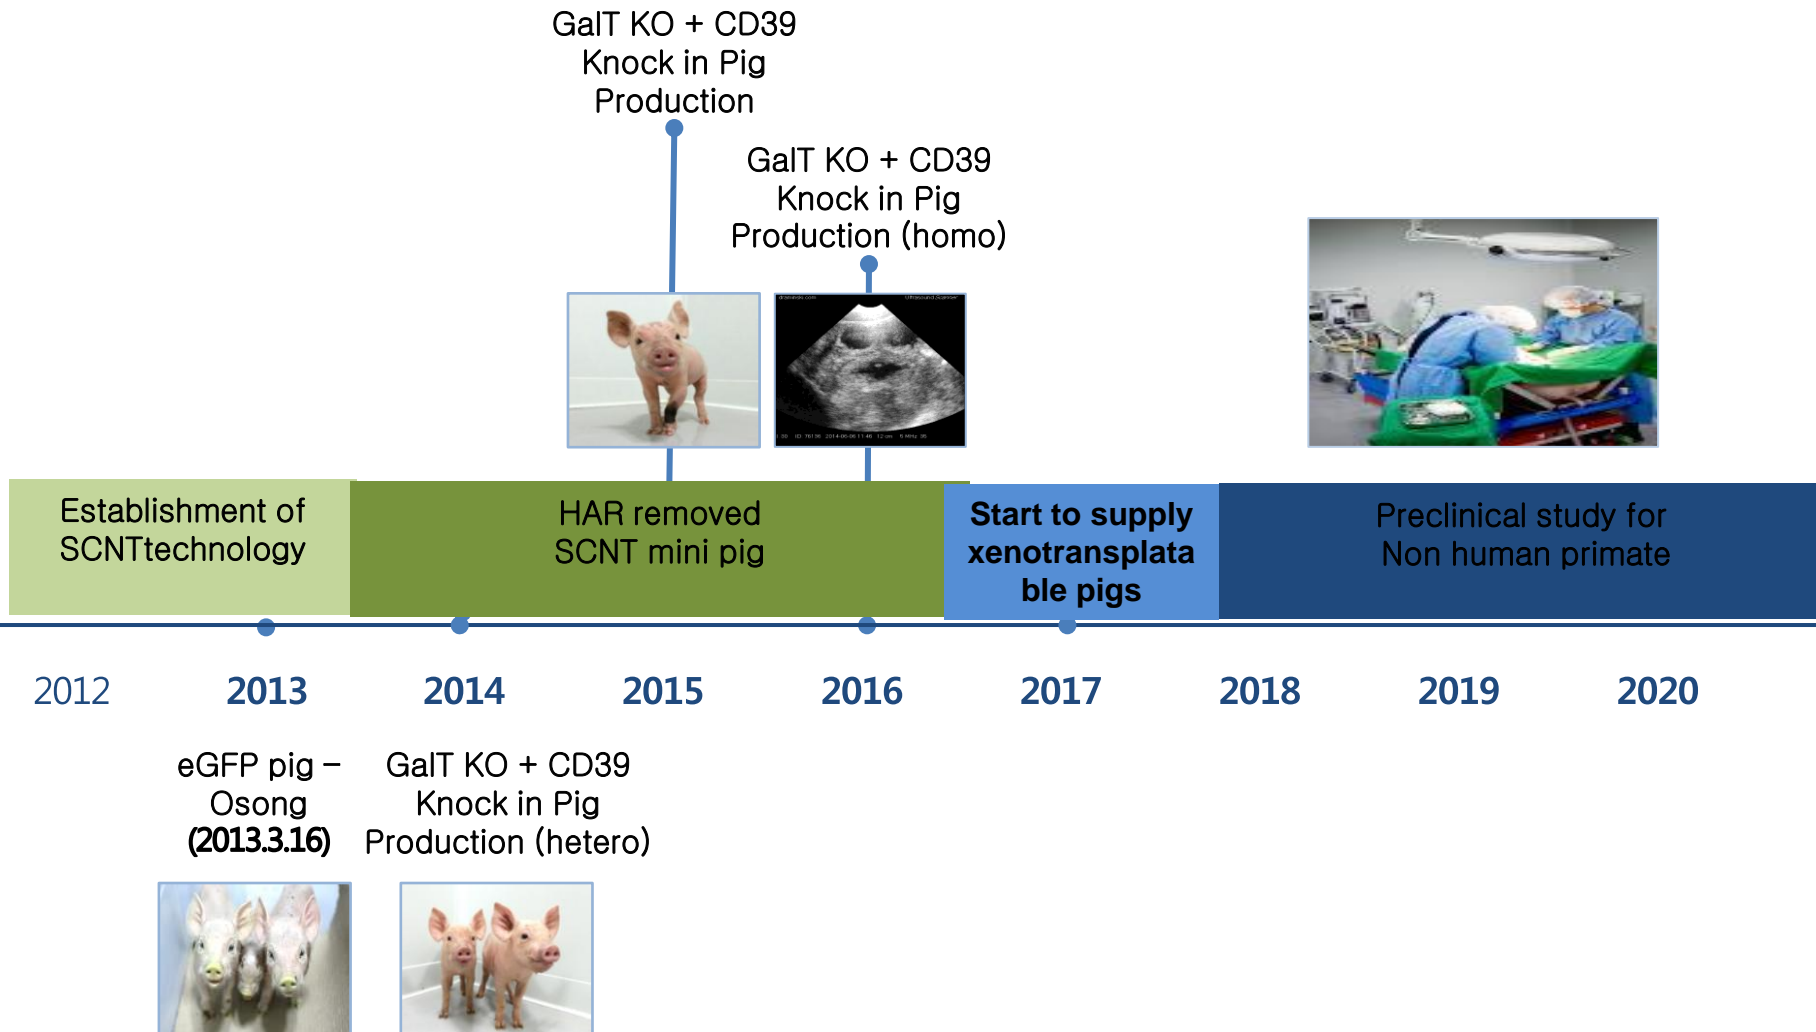 GalT KO + CD39
Knock in Pig
Production
GalT KO + CD39
Knock in Pig
Production (homo)
Establishment of
SCNTtechnology
HAR removed
SCNT mini pig
Start to supply
xenotransplata
ble pigs
Preclinical study for
Non human primate
2012
2013
2014
2015
2016
2017
2018
2019
2020
eGFP pig –
Osong
(2013.3.16)
GalT KO + CD39
Knock in Pig
Production (hetero)